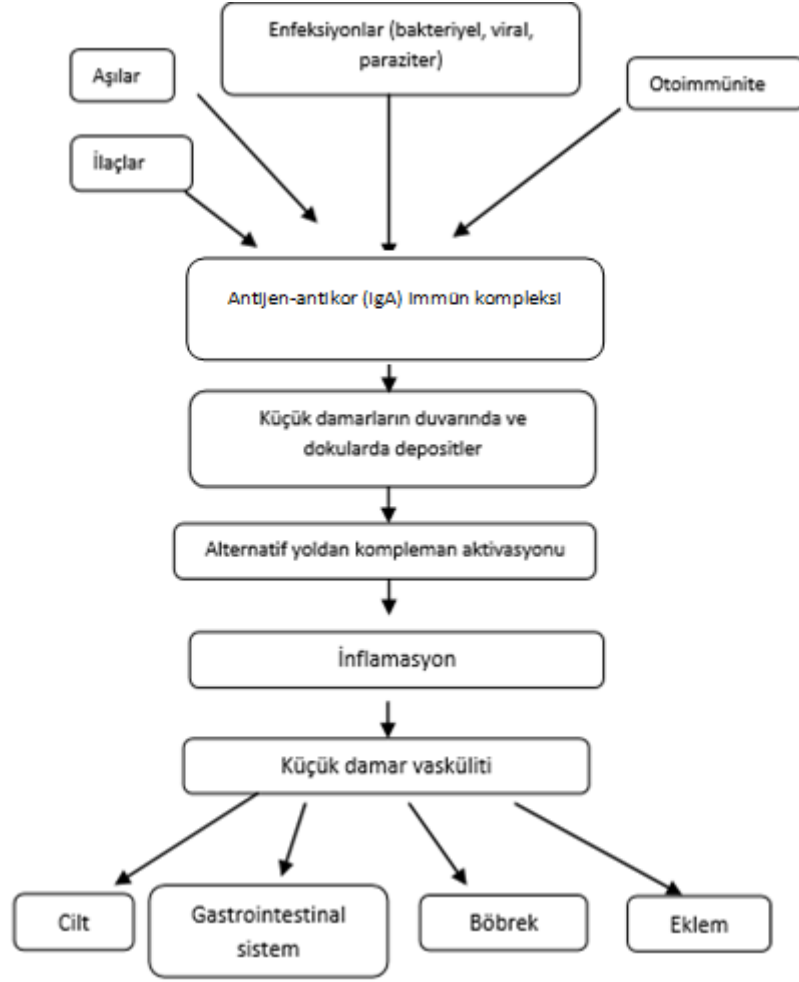 Enfeksiyonlar (bakteriyel, viral,
paraziter)
Aşılar
Otoimmünite
İlaçlar
Antijen-antikor (IgA) immün kompleksi
Küçük damarların duvarında ve
dokularda depositler
Alternatif yoldan kompleman aktivasyonu
İnflamasyon
Küçük damar vasküliti
Cilt
Gastrointestinal
sistem
Böbrek
Eklem